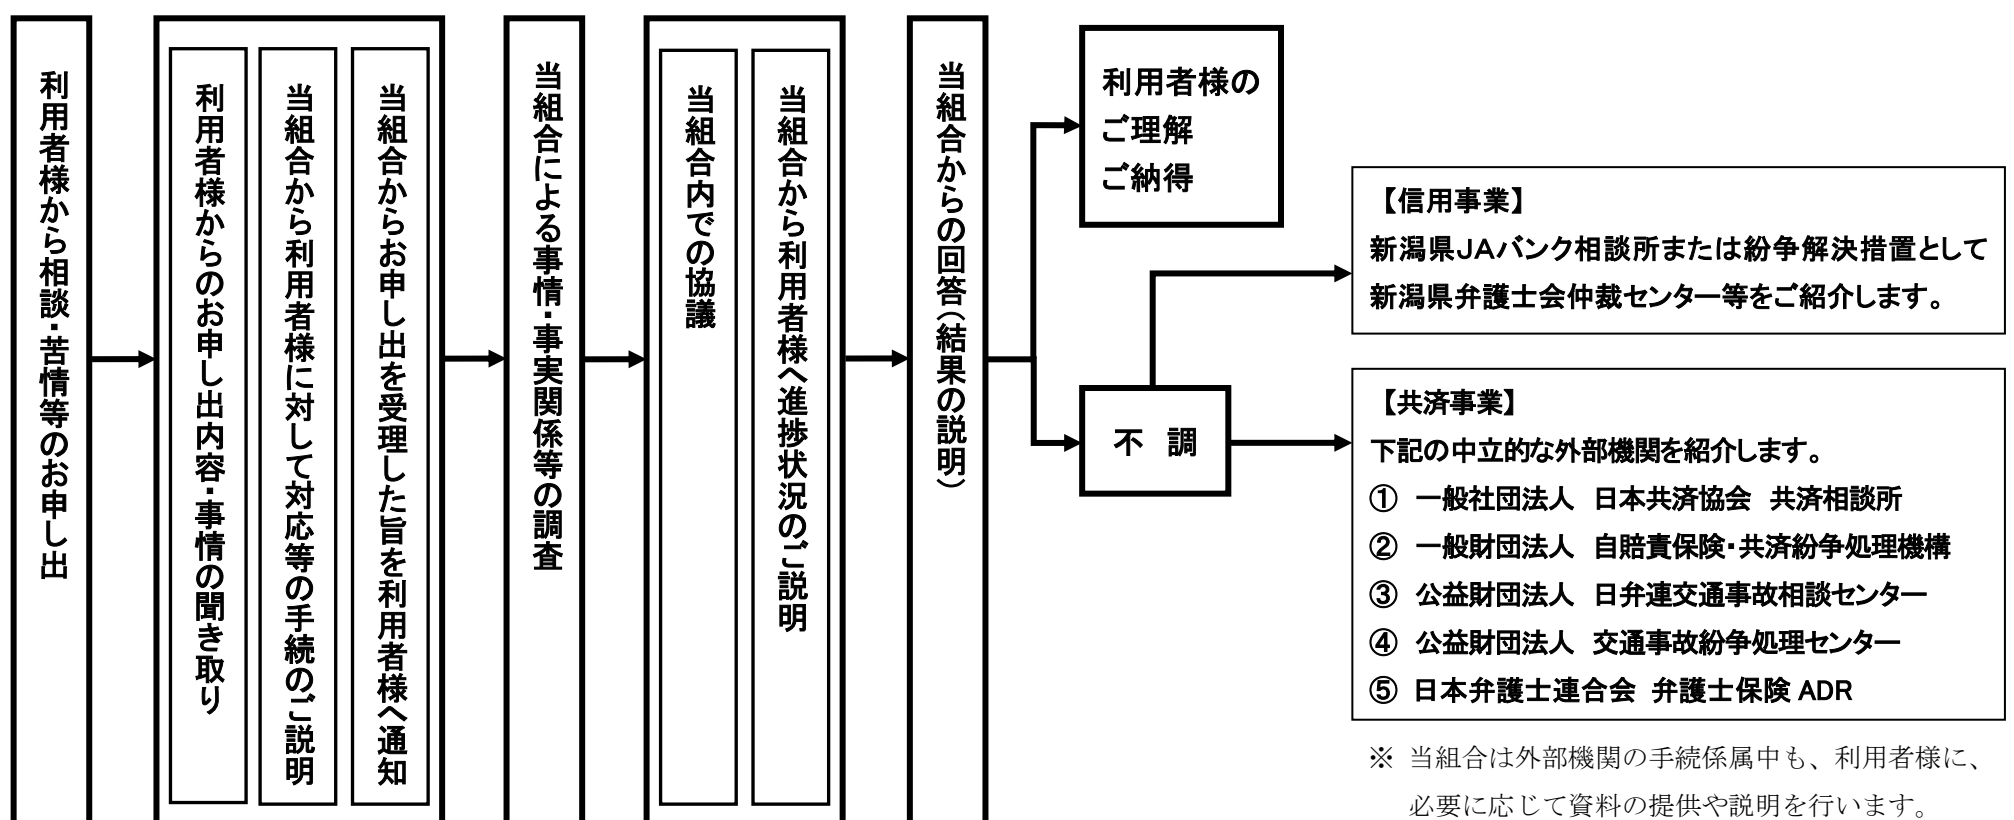 利用者様から相談・苦情等のお申し出
利用者様からのお申し出内容・事情の聞き取り
当組合から利用者様に対して対応等の手続のご説明
当組合からお申し出を受理した旨を利用者様へ通知
当組合による事情・事実関係等の調査
当組合内での協議
当組合から利用者様へ進捗状況のご説明
当組合からの回答（結果の説明）
利用者様の
ご理解
ご納得
不　調
【信用事業】
新潟県ＪＡバンク相談所または紛争解決措置として
新潟県弁護士会仲裁センター等をご紹介します。
【共済事業】
下記の中立的な外部機関を紹介します。
①　一般社団法人　日本共済協会　共済相談所
②　一般財団法人　自賠責保険・共済紛争処理機構
③　公益財団法人　日弁連交通事故相談センター
④　公益財団法人　交通事故紛争処理センター
⑤　日本弁護士連合会　弁護士保険 ADR
※　当組合は外部機関の手続係属中も、利用者様に、
必要に応じて資料の提供や説明を行います。